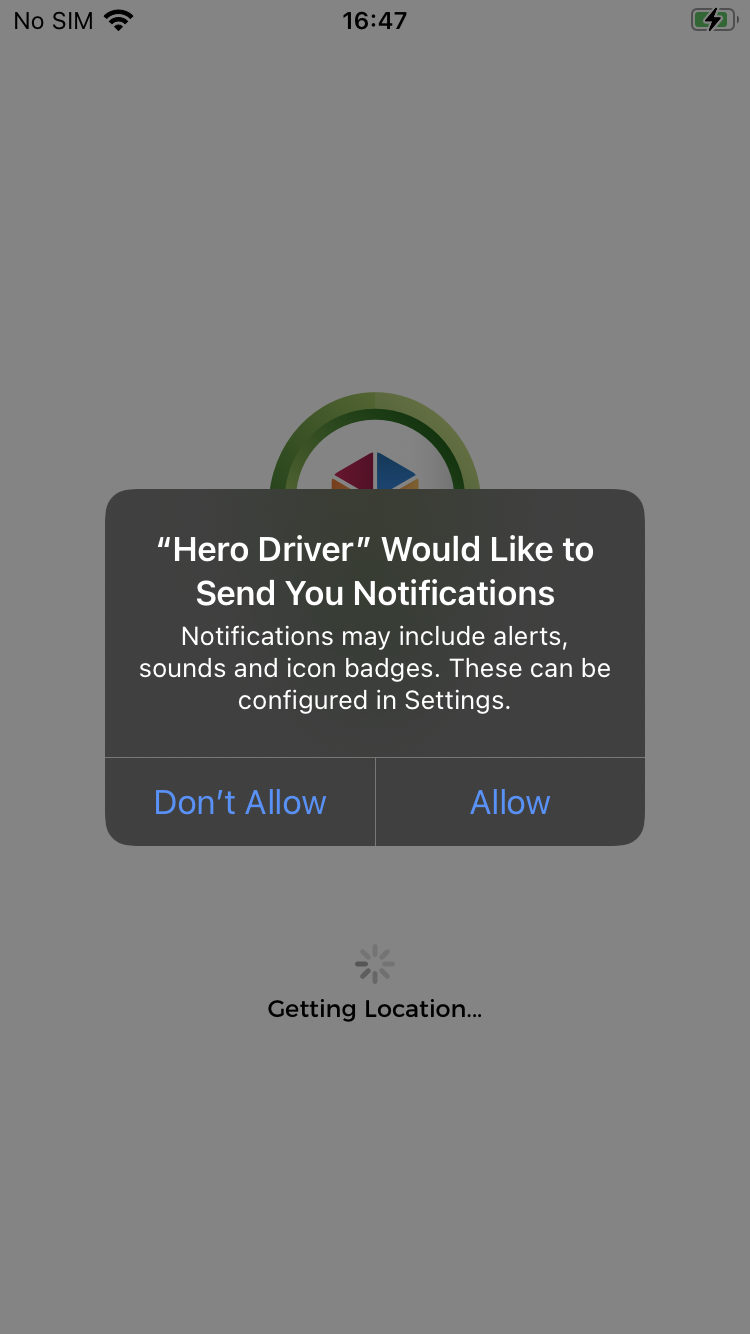 No SIM 16:47
“Hero Driver” Would Like to
Send You Notifications
Notifications may include alerts,
sounds and icon badges. These can be
configured in Settings.
Don’t Allow Allow
Getting Location...